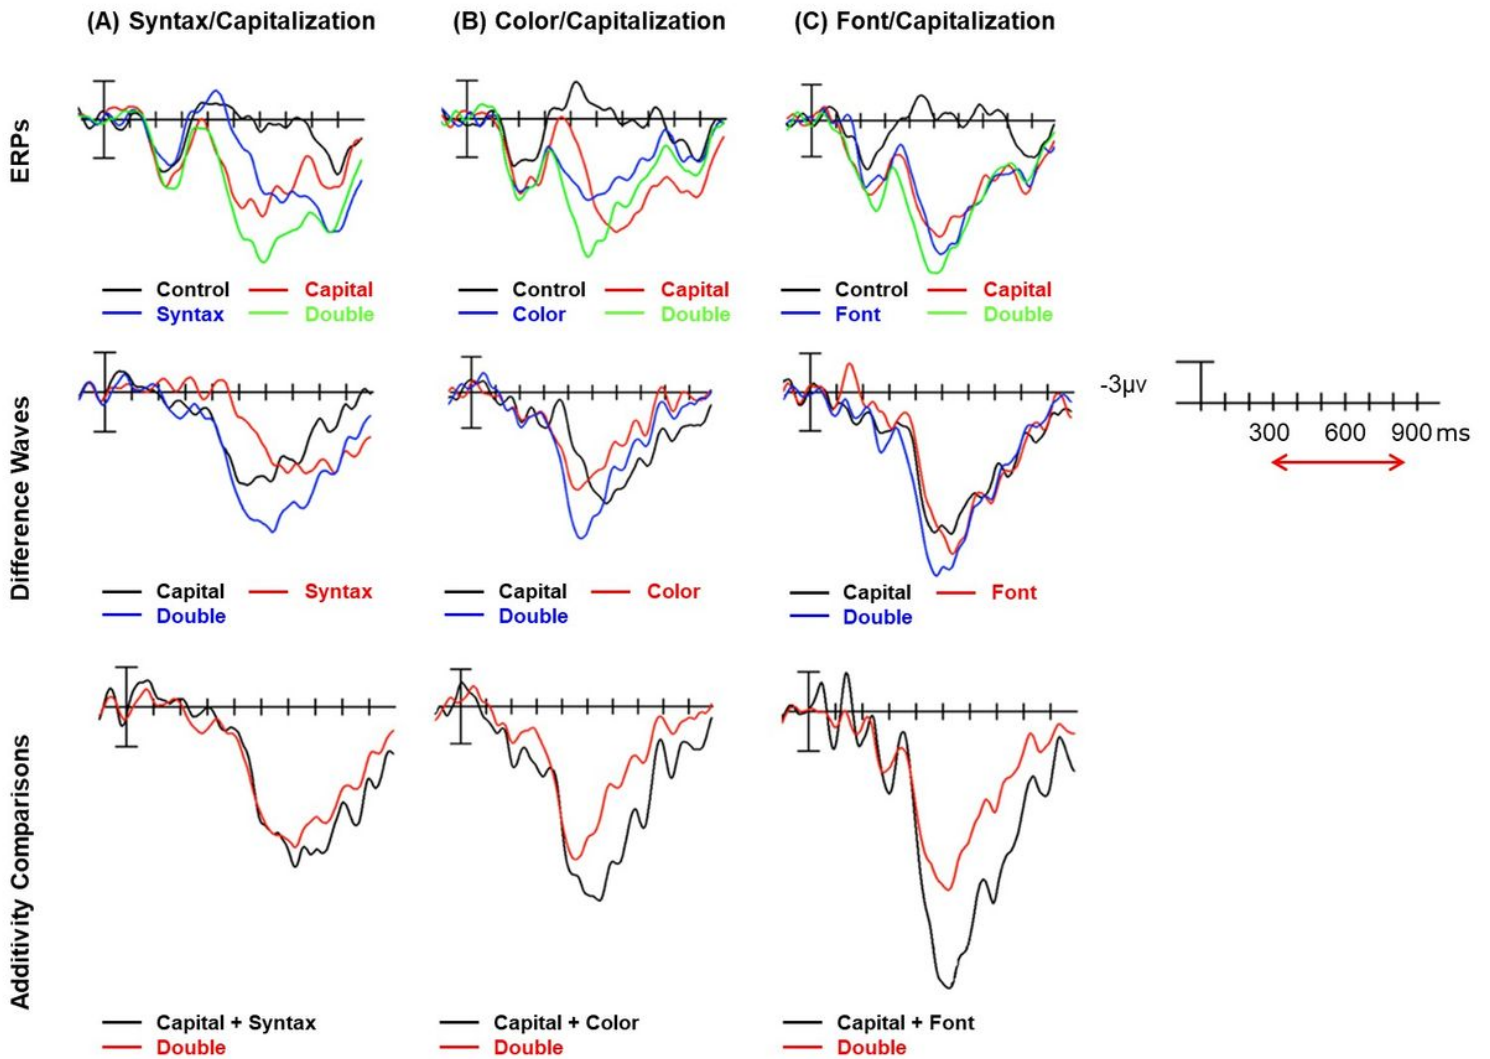 (A) Syntax/Capitalization (B) Color/Capitalization (C) Font/Capitalization
ERPs
Control Capital Control Capital Control Capital
Syntax Double Color Double Font Double
Difference Waves
-3µv
300 600 900 ms
Capital Syntax Capital Color Capital Font
Double Double Double
Additivity Comparisons
Capital + Syntax Capital + Color Capital + Font
Double Double Double